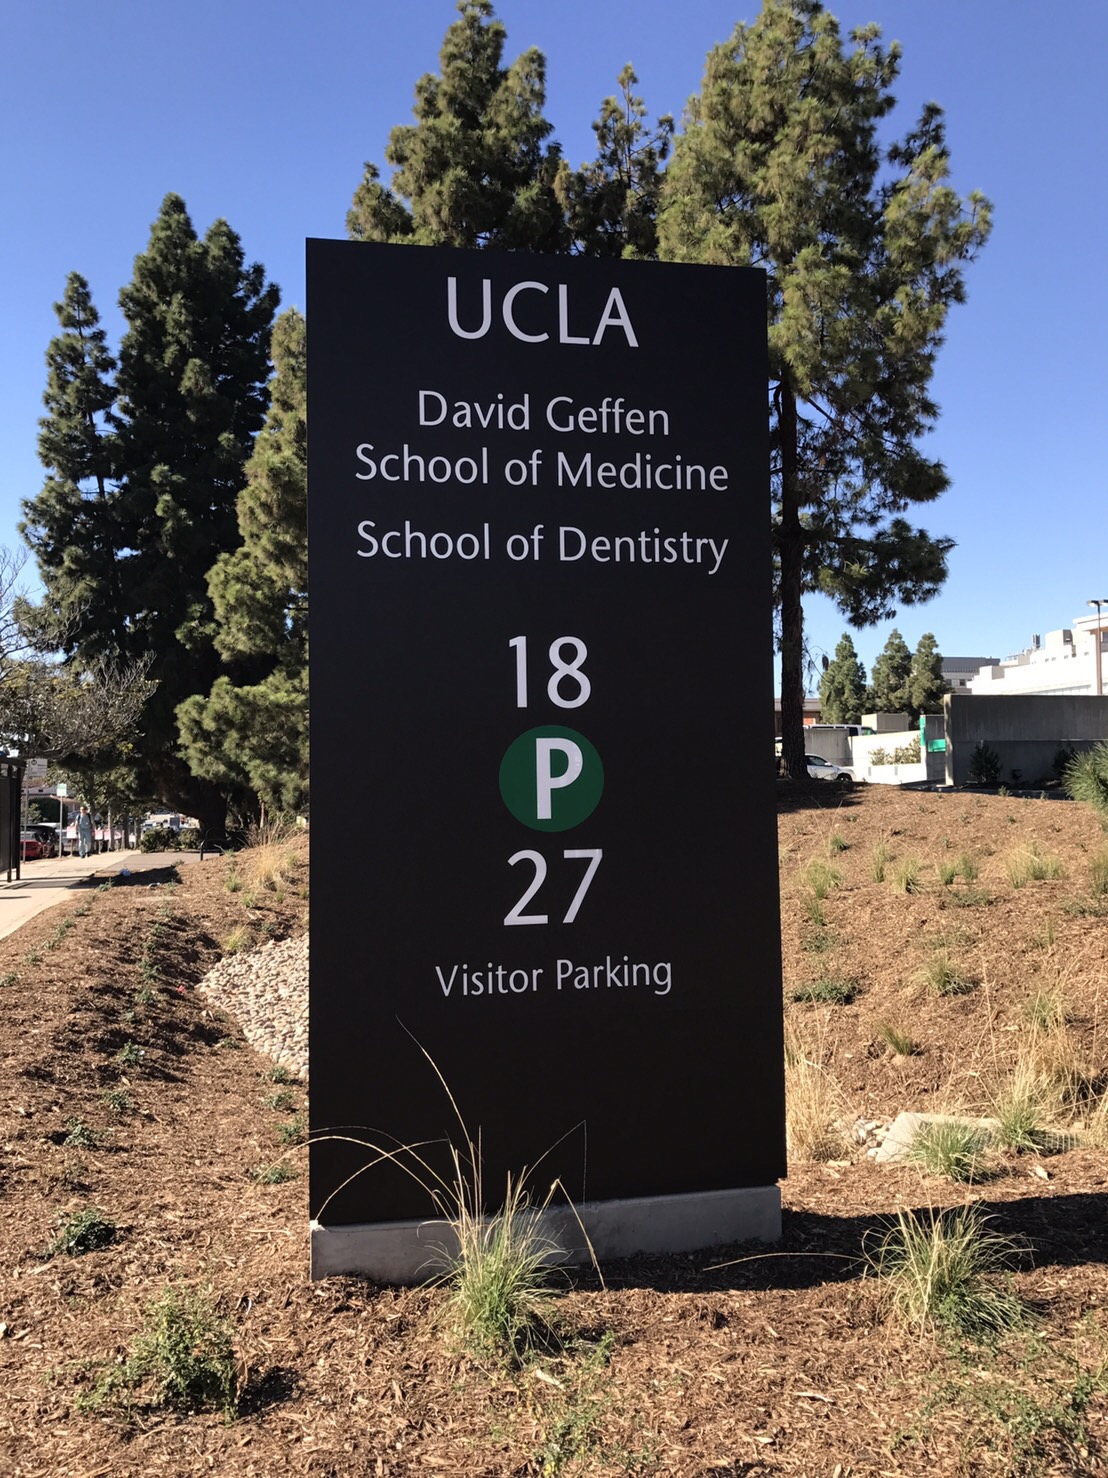 UCLA
David Geffen
School of Medicine
School of Dentistry
18
P
27
Visitor Parking